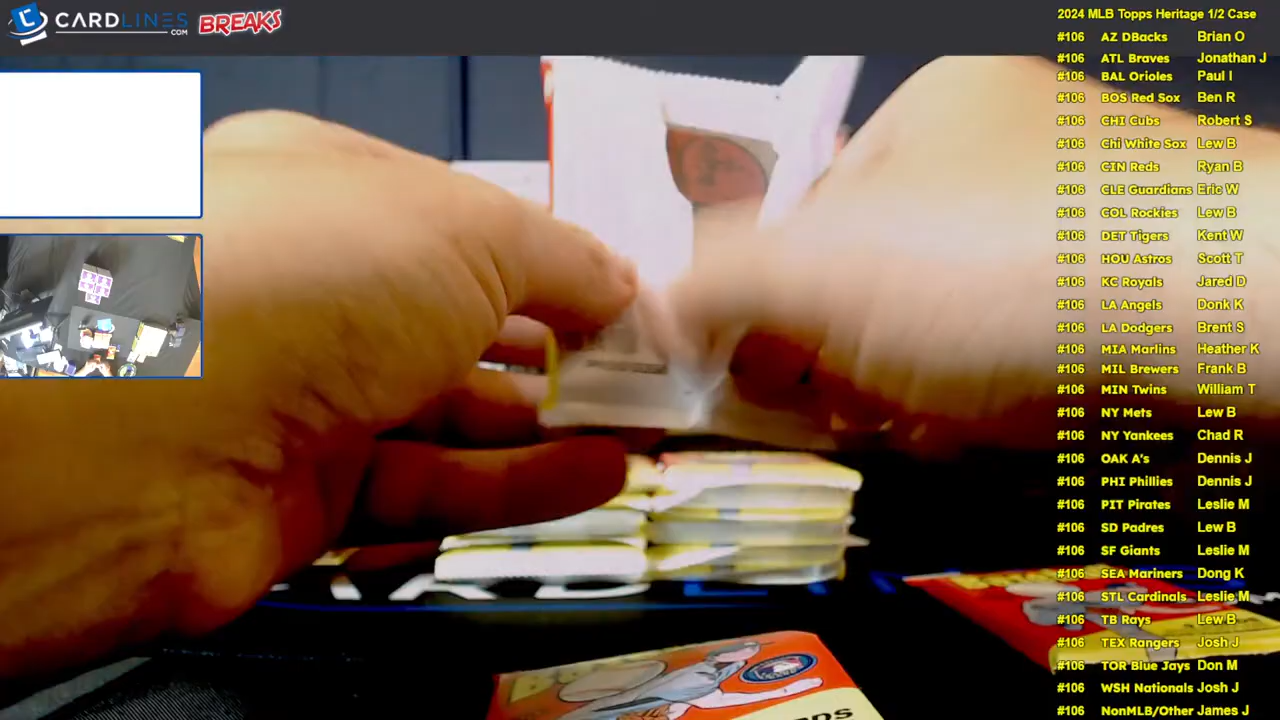 CARDLINES
.COM
BREAKS
2024 MLB Topps Heritage 1/2 Case
#106 AZ DBacks Brian O
#106 ATL Braves Jonathan J
#106 BAL Orioles Paul I
#106 BOS Red Sox Ben R
#106 CHI Cubs Robert S
#106 Chi White Sox Lew B
#106 CIN Reds Ryan B
#106 CLE Guardians Eric W
#106 COL Rockies Lew B
#106 DET Tigers Kent W
#106 HOU Astros Scott T
#106 KC Royals Jared D
#106 LA Angels Donk K
#106 LA Dodgers Brent S
#106 MIA Marlins Heather K
#106 MIL Brewers Frank B
#106 MIN Twins William T
#106 NY Mets Lew B
#106 NY Yankees Chad R
#106 OAK A's Dennis J
#106 PHI Phillies Dennis J
#106 PIT Pirates Leslie M
#106 SD Padres Lew B
#106 SF Giants Leslie M
#106 SEA Mariners Dong K
#106 STL Cardinals Leslie M
#106 TB Rays Lew B
#106 TEX Rangers Josh J
#106 TOR Blue Jays Don M
#106 WSH Nationals Josh J
#106 NonMLB/Other James J